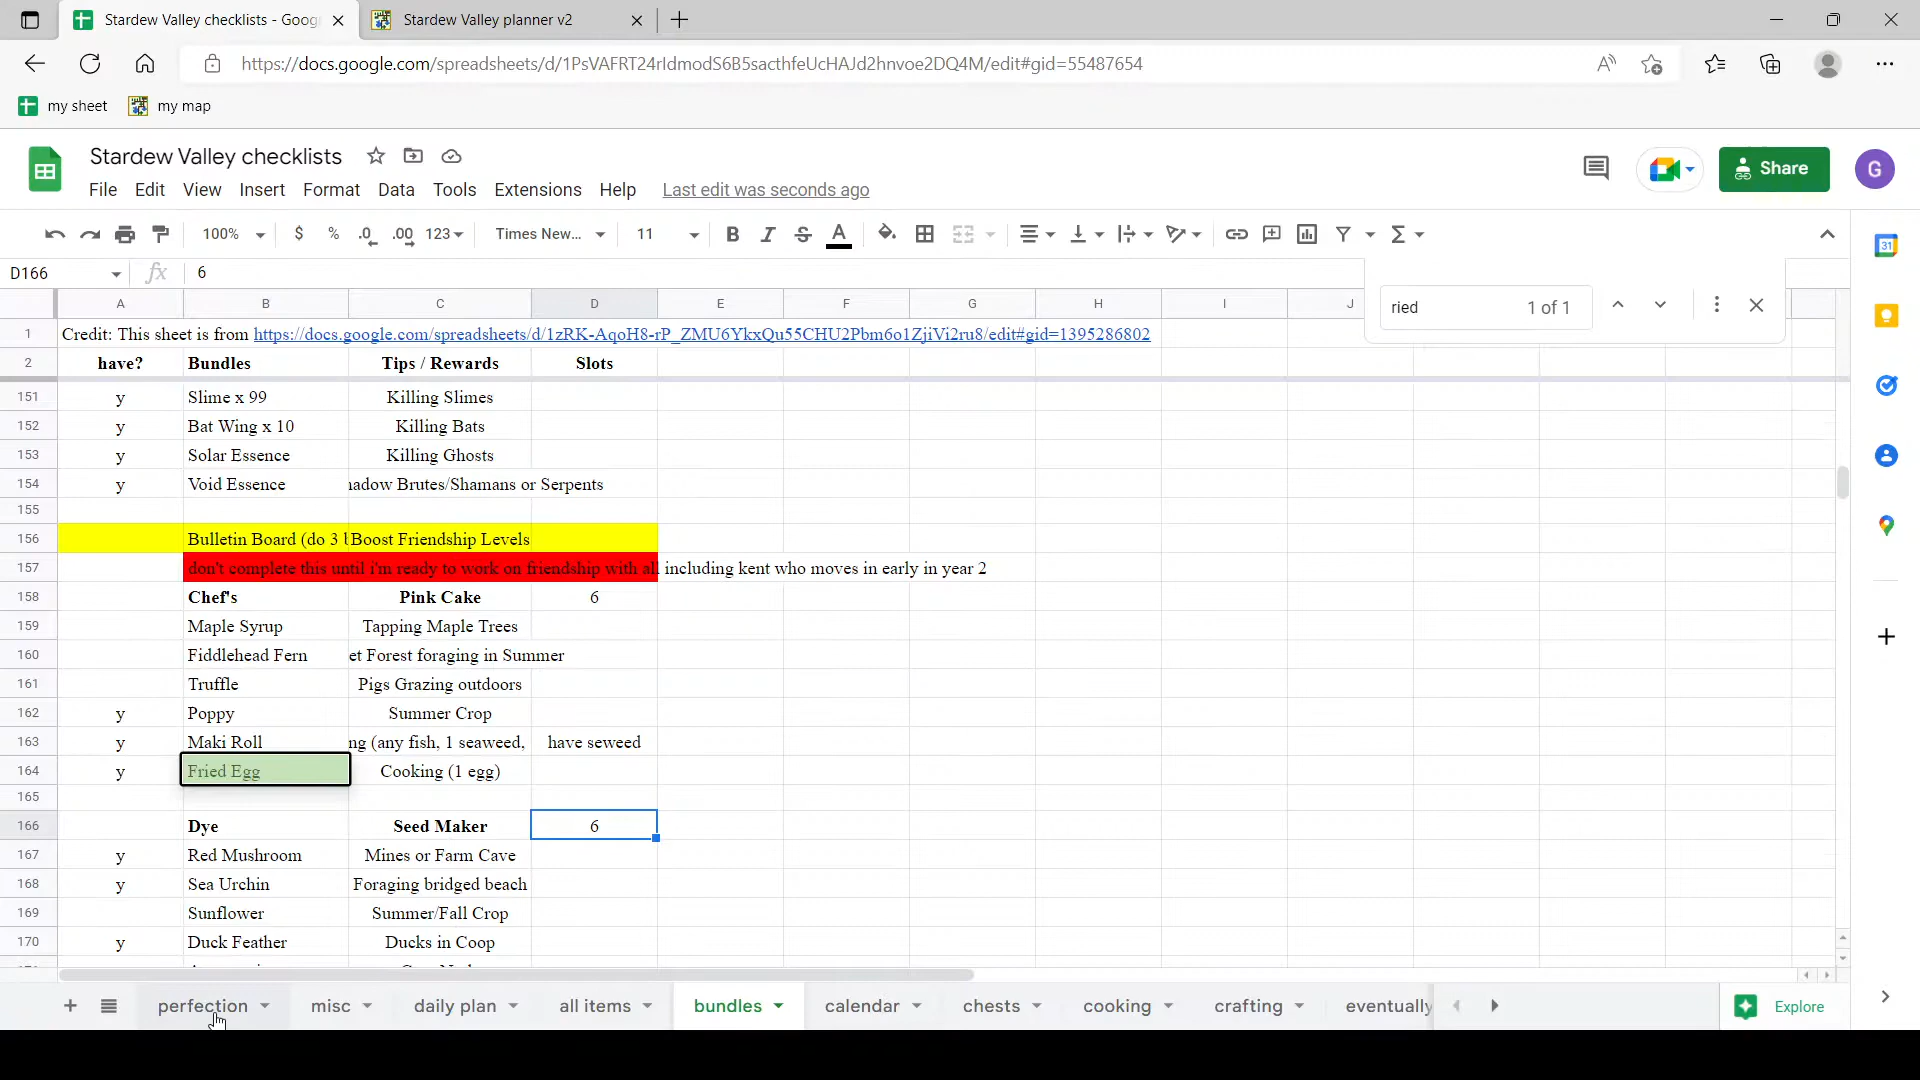 Stardew Valley checklists - Goog
Stardew Valley planner v2
https://docs.google.com/spreadsheets/d/1PsVAFRT24rIdmodS6B5sacthfeUcHAJd2hnvoe2DQ4M/edit#gid=55487654
my sheet
my map
Stardew Valley checklists
File Edit View Insert Format Data Tools Extensions Help Last edit was seconds ago
Share
G
100% $ % .0 .00 123 Times New... 11 B I S A
31
D166 fx 6
ried 1 of 1
A B C D E F G H I J
1 Credit: This sheet is from https://docs.google.com/spreadsheets/d/1zRK-AqoH8-rP_ZMU6YkxQu55CHU2Pbm6o1ZjiVi2ru8/edit#gid=1395286802
2 have? Bundles Tips / Rewards Slots
151 y Slime x 99 Killing Slimes
152 y Bat Wing x 10 Killing Bats
153 y Solar Essence Killing Ghosts
154 y Void Essence adow Brutes/Shamans or Serpents
155
156 Bulletin Board (do 3 Boost Friendship Levels
157 don't complete this until i'm ready to work on friendship with all including kent who moves in early in year 2
158 Chef's Pink Cake 6
159 Maple Syrup Tapping Maple Trees
160 Fiddlehead Fern et Forest foraging in Summer
161 Truffle Pigs Grazing outdoors
162 y Poppy Summer Crop
163 y Maki Roll ng (any fish, 1 seaweed, have seweed
164 y Fried Egg Cooking (1 egg)
165
166 Dye Seed Maker 6
167 y Red Mushroom Mines or Farm Cave
168 y Sea Urchin Foraging bridged beach
169 Sunflower Summer/Fall Crop
170 y Duck Feather Ducks in Coop
perfection misc daily plan all items bundles calendar chests cooking crafting eventually
Explore